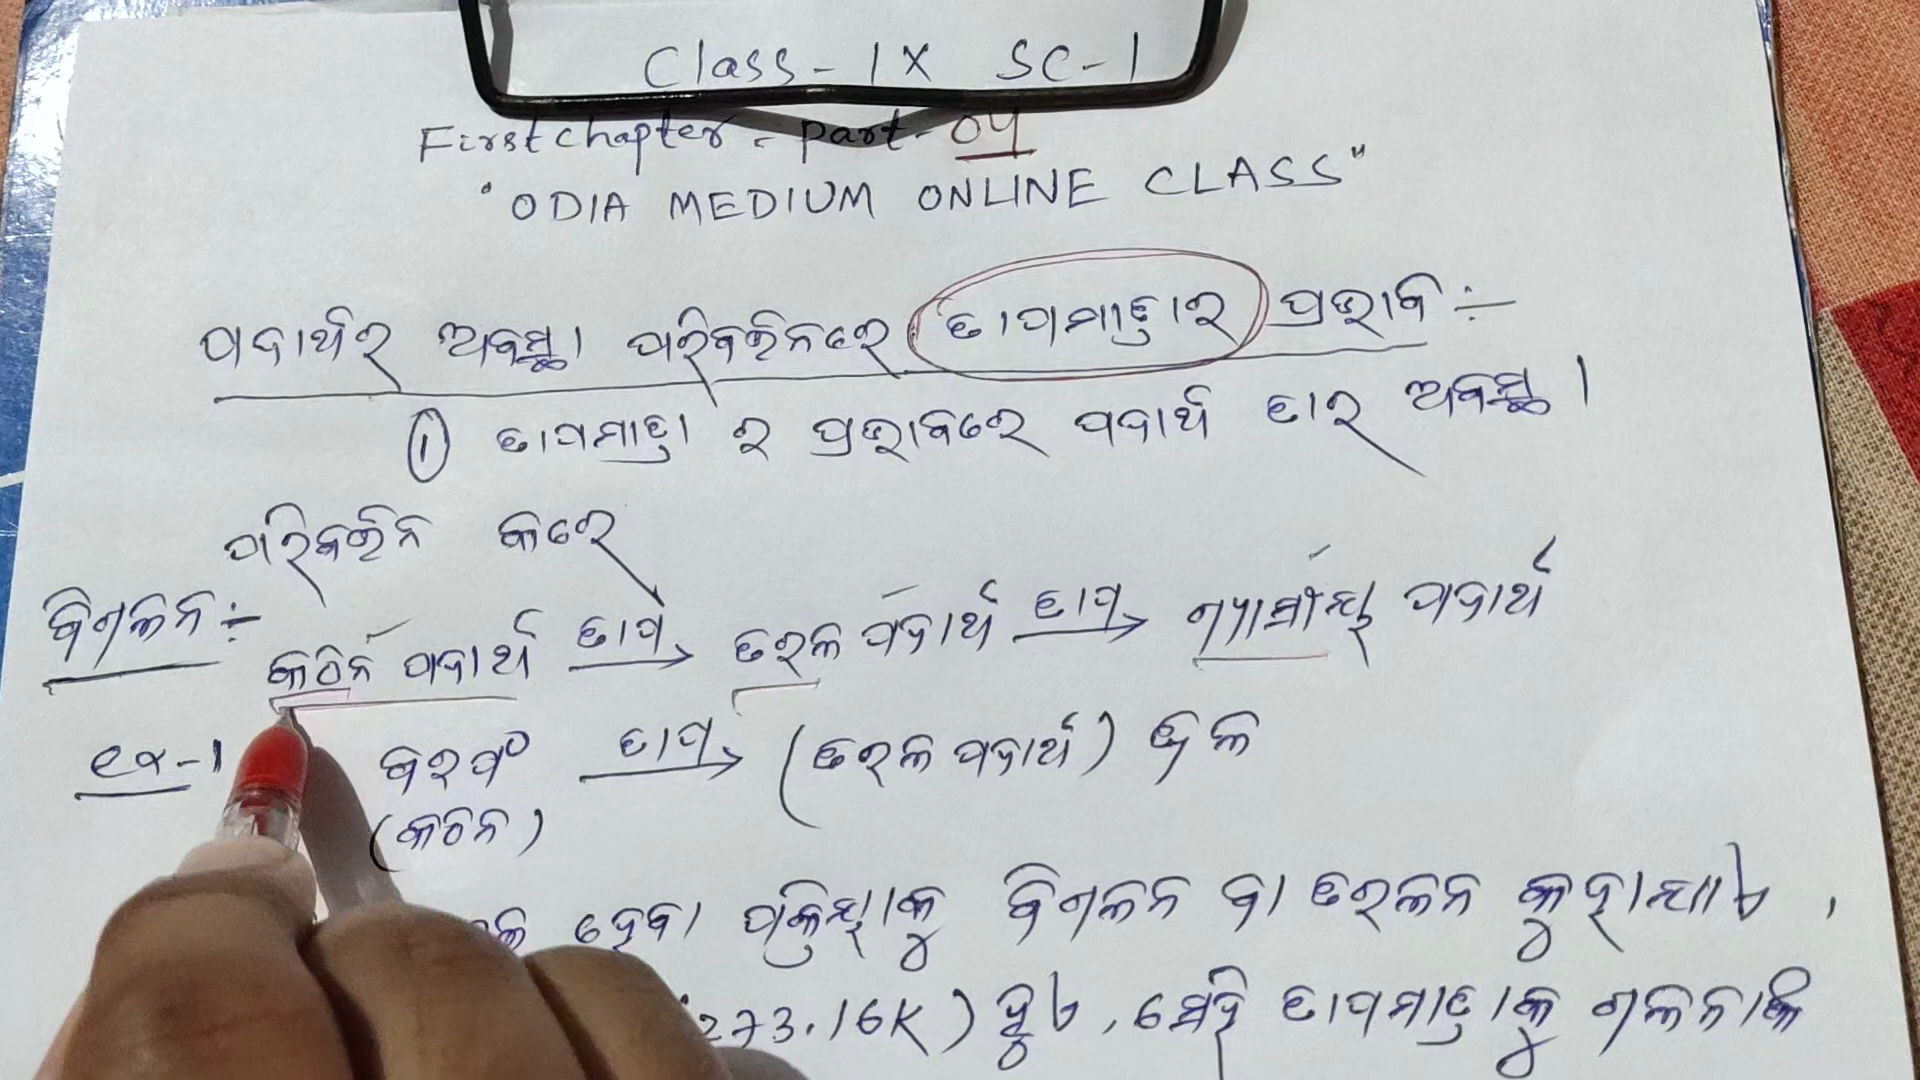 Class - IX SC-1
First chapter - part - 04
"ODIA MEDIUM ONLINE CLASS"
ପଦାର୍ଥର ଅବସ୍ଥା ପରିବର୍ତ୍ତନରେ ତାପମାତ୍ରାର ପ୍ରଭାବ :-
① ତାପମାତ୍ରା ର ପ୍ରଭାବରେ ପଦାର୍ଥ ତାର ଅବସ୍ଥା
ପରିବର୍ତ୍ତନ କରେ
ବିଗଳନ :-
କଠିନ ପଦାର୍ଥ ତାପ→ ତରଳ ପଦାର୍ଥ ତାପ→ ଗ୍ୟାସୀୟ ପଦାର୍ଥ
ex-1 ବରଫ ତାପ→ (ତରଳ ପଦାର୍ଥ) ଜଳ
(କଠିନ)
ହେବା ପ୍ରକ୍ରିୟାକୁ ବିଗଳନ ବା ତରଳନ କୁହାଯାଏ ,
273.16K) ହୁଏ , ସେହି ତାପମାତ୍ରାକୁ ଗଳନାଙ୍କ